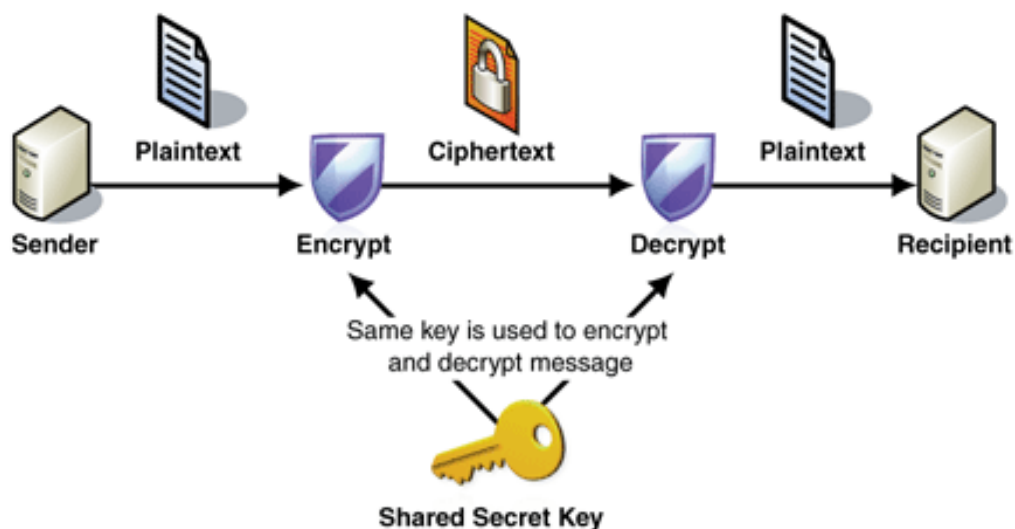 Plaintext
Ciphertext
Plaintext
Sender
Encrypt
Decrypt
Recipient
Same key is used to encrypt
and decrypt message
Shared Secret Key